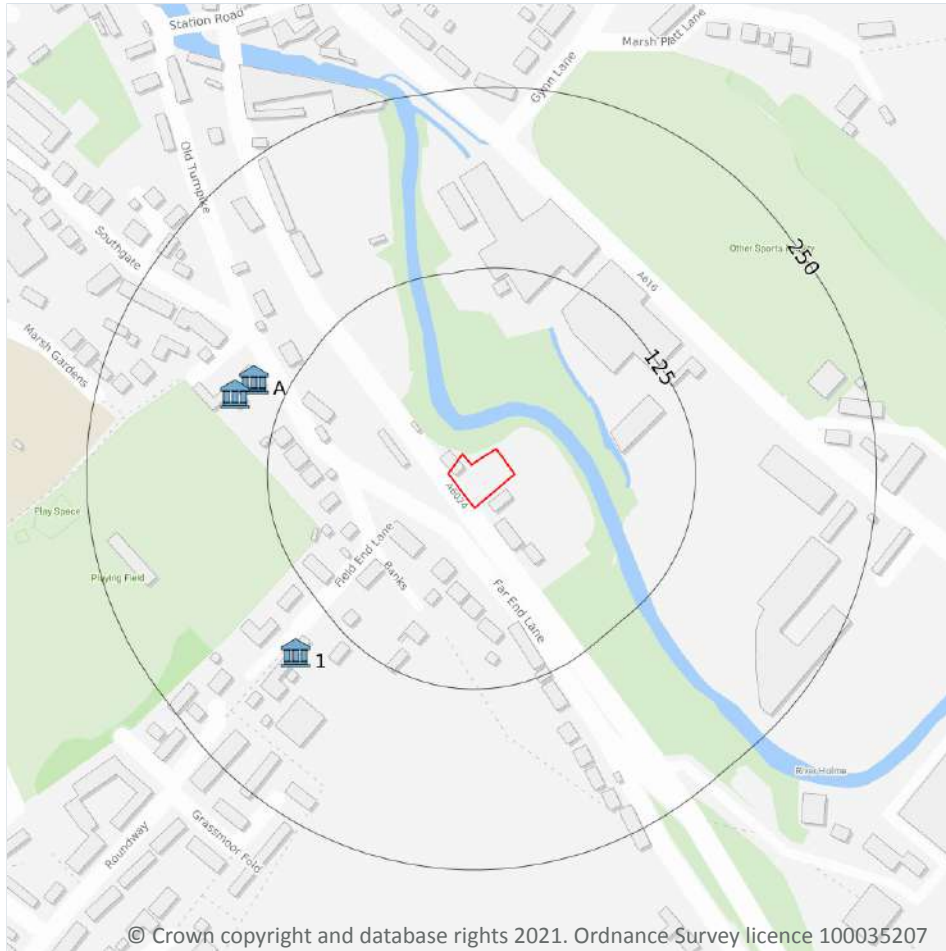 Station Road
Marsh Platt Lane
Gynn Lane
Old Turnpike
Southgate
Other Sports
250
A616
Marsh Gardens
125
A
A6024
Play Space
Field End Lane
Playing Field
Banks
Far End Lane
1
River Holme
Roundway
Grassmoor Fold
© Crown copyright and database rights 2021. Ordnance Survey licence 100035207